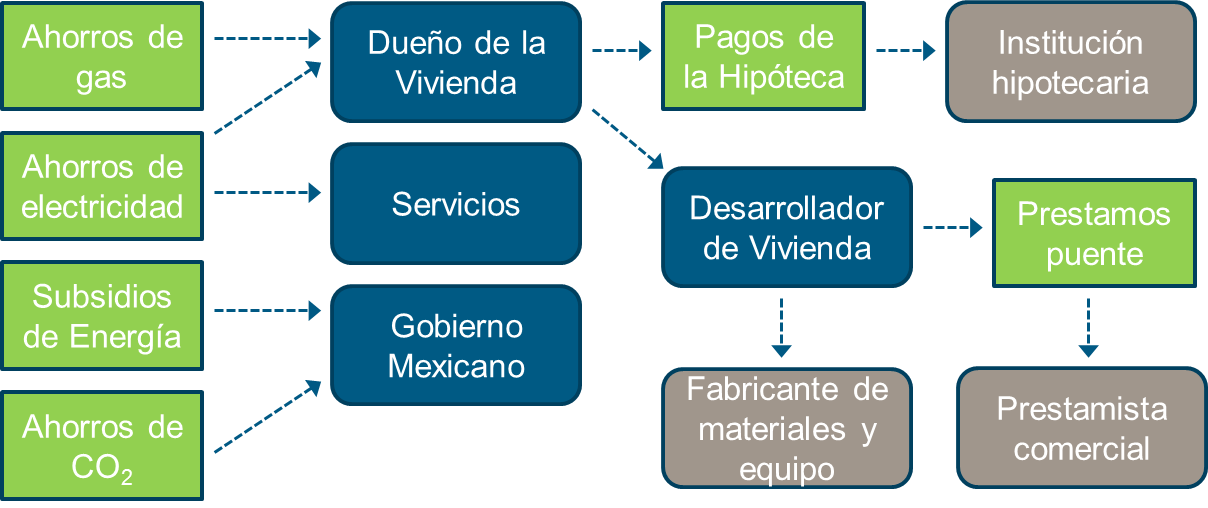 Ahorros de
gas
Dueño de la
Vivienda
Pagos de
la Hipóteca
Institución
hipotecaria
Ahorros de
electricidad
Servicios
Desarrollador
de Vivienda
Prestamos
puente
Subsidios
de Energía
Gobierno
Mexicano
Ahorros de
CO₂
Fabricante de
materiales y
equipo
Prestamista
comercial